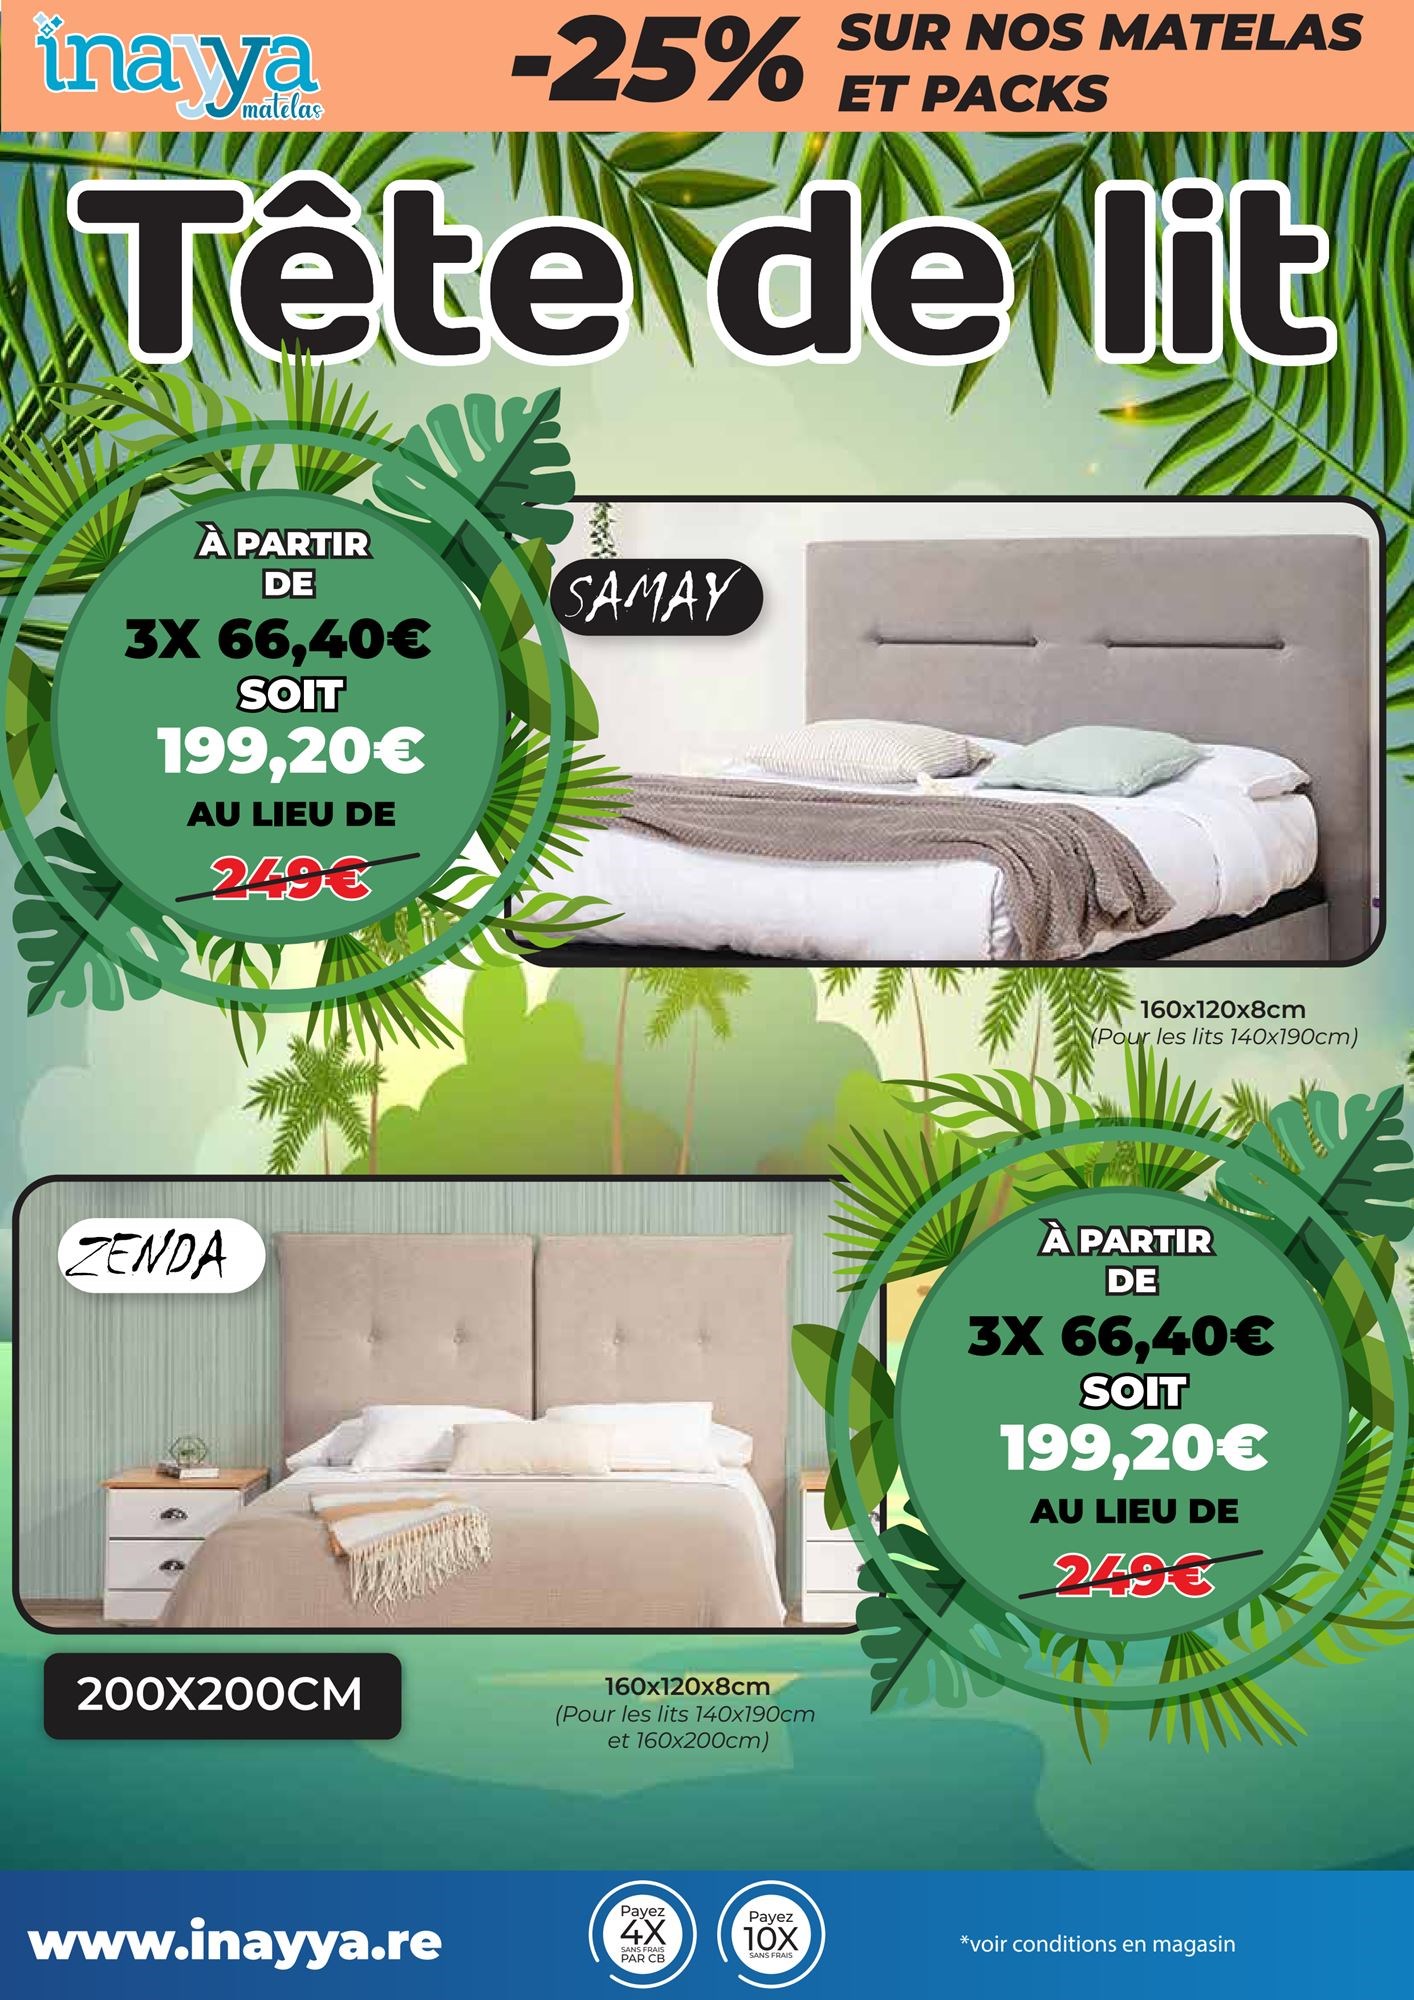 inayya
matelas
-25%
SUR NOS MATELAS
ET PACKS
Tête de lit
À PARTIR
DE
3X 66,40€
SOIT
199,20€
AU LIEU DE
249€
SAMAY
160x120x8cm
(Pour les lits 140x190cm)
ZENDA
À PARTIR
DE
3X 66,40€
SOIT
199,20€
AU LIEU DE
249€
200X200CM
160x120x8cm
(Pour les lits 140x190cm
et 160x200cm)
www.inayya.re
Payez
4X
SANS FRAIS
PAR CB
Payez
10X
SANS FRAIS
*voir conditions en magasin